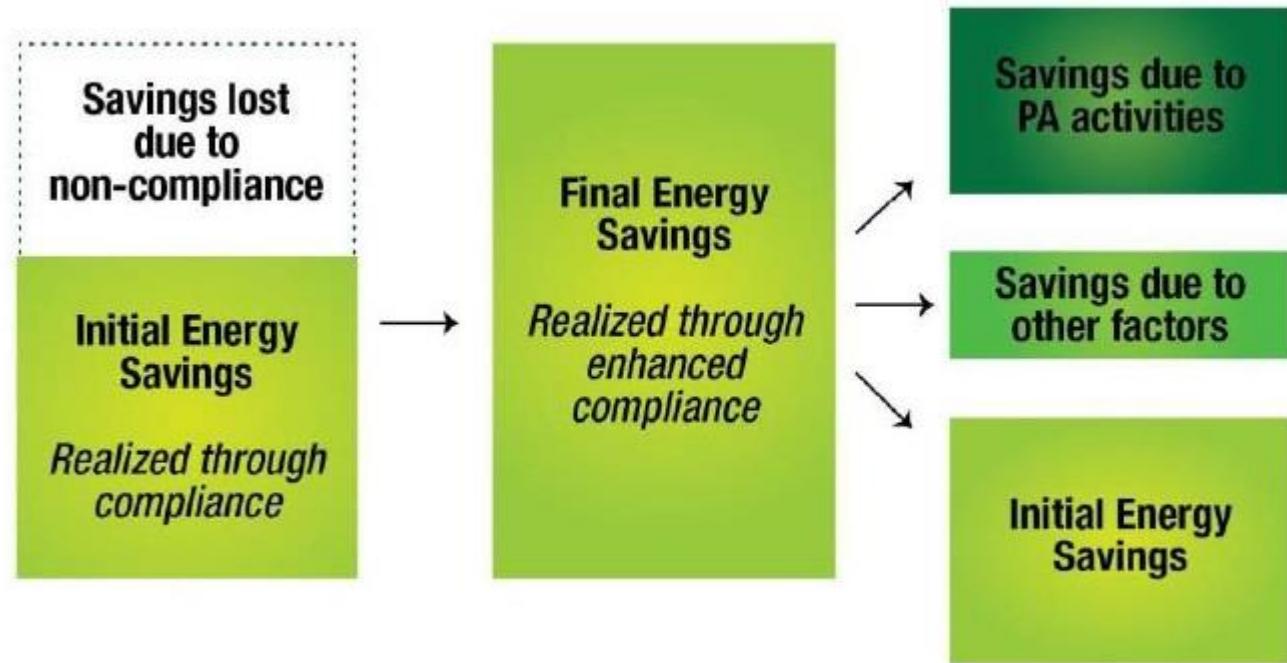 Savings lost
due to
non-compliance
Initial Energy
Savings
Realized through
compliance
Final Energy
Savings
Realized through
enhanced
compliance
Savings due to
PA activities
Savings due to
other factors
Initial Energy
Savings